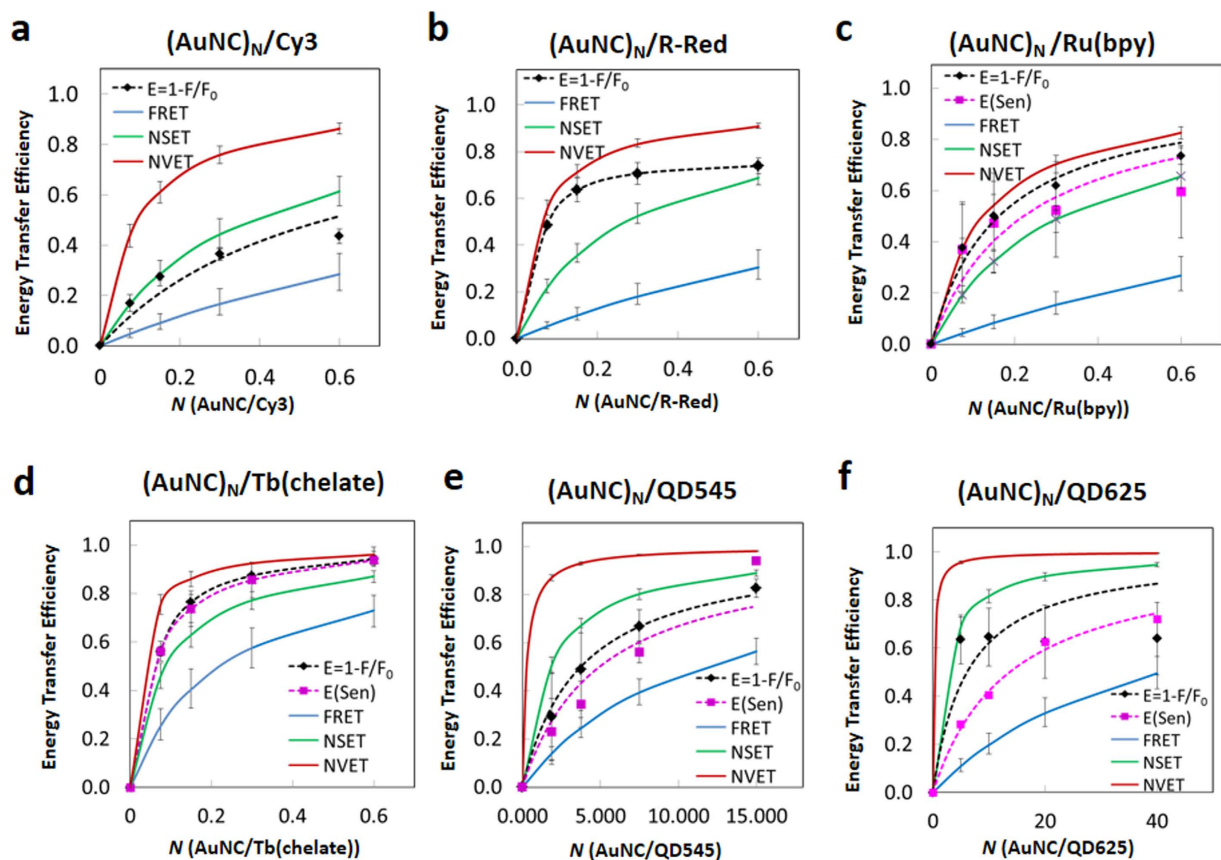 a
(AuNC)N/Cy3
E=1-F/F0
FRET
NSET
NVET
Energy Transfer Efficiency
1.0
0.8
0.6
0.4
0.2
0.0
0 0.2 0.4 0.6
N (AuNC/Cy3)
b
(AuNC)N/R-Red
E=1-F/F0
FRET
NSET
NVET
Energy Transfer Efficiency
1.0
0.8
0.6
0.4
0.2
0.0
0.0 0.2 0.4 0.6
N (AuNC/R-Red)
c
(AuNC)N/Ru(bpy)
E=1-F/F0
E(Sen)
FRET
NSET
NVET
Energy Transfer Efficiency
1.0
0.8
0.6
0.4
0.2
0.0
0 0.2 0.4 0.6
N (AuNC/Ru(bpy))
d
(AuNC)N/Tb(chelate)
Energy Transfer Efficiency
1.0
0.8
0.6
0.4
0.2
0.0
E=1-F/F0
E(Sen)
FRET
NSET
NVET
0 0.2 0.4 0.6
N (AuNC/Tb(chelate))
e
(AuNC)N/QD545
Energy Transfer Efficiency
1.0
0.8
0.6
0.4
0.2
0.0
E=1-F/F0
E(Sen)
FRET
NSET
NVET
0.000 5.000 10.000 15.000
N (AuNC/QD545)
f
(AuNC)N/QD625
Energy Transfer Efficiency
1.0
0.8
0.6
0.4
0.2
0.0
E=1-F/F0
E(Sen)
FRET
NSET
NVET
0 20 40
N (AuNC/QD625)